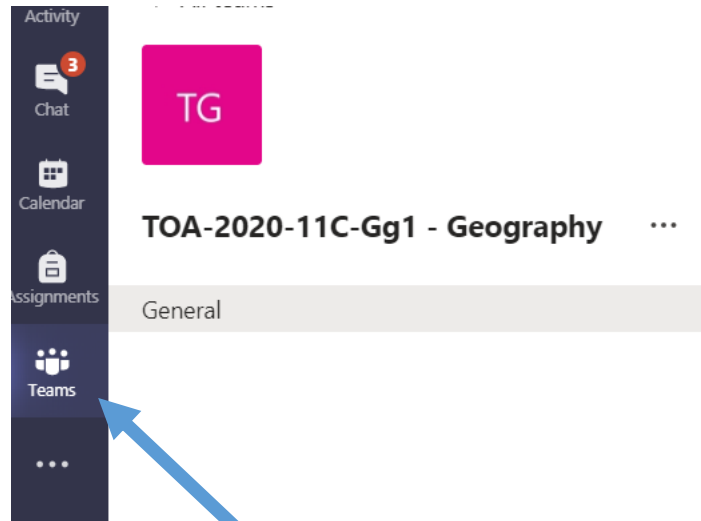 Activity
3
Chat
Calendar
Assignments
Teams
TG
TOA-2020-11C-Gg1 - Geography
General